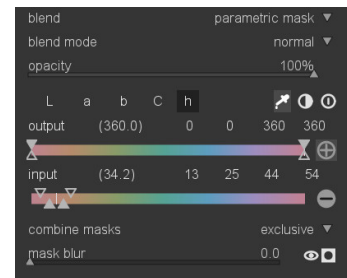 blend parametric mask
blend mode normal
opacity 100%
L a b C h
output (360.0) 0 0 360 360
input (34.2) 13 25 44 54
combine masks exclusive
mask blur 0.0